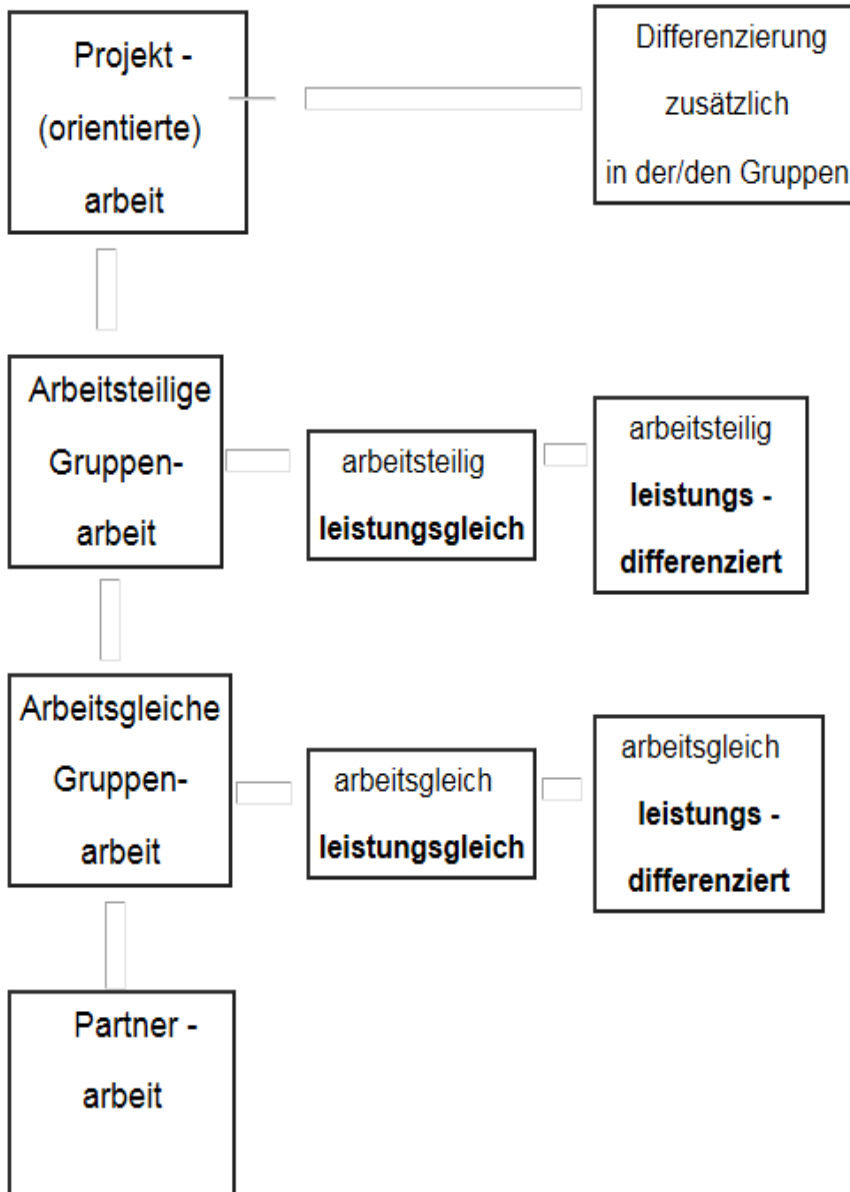 Projekt -
(orientierte)
arbeit
Differenzierung
zusätzlich
in der/den Gruppen
Arbeitsteilige
Gruppen-
arbeit
arbeitsteilig
leistungsgleich
arbeitsteilig
leistungs -
differenziert
Arbeitsgleiche
Gruppen-
arbeit
arbeitsgleich
leistungsgleich
arbeitsgleich
leistungs -
differenziert
Partner -
arbeit